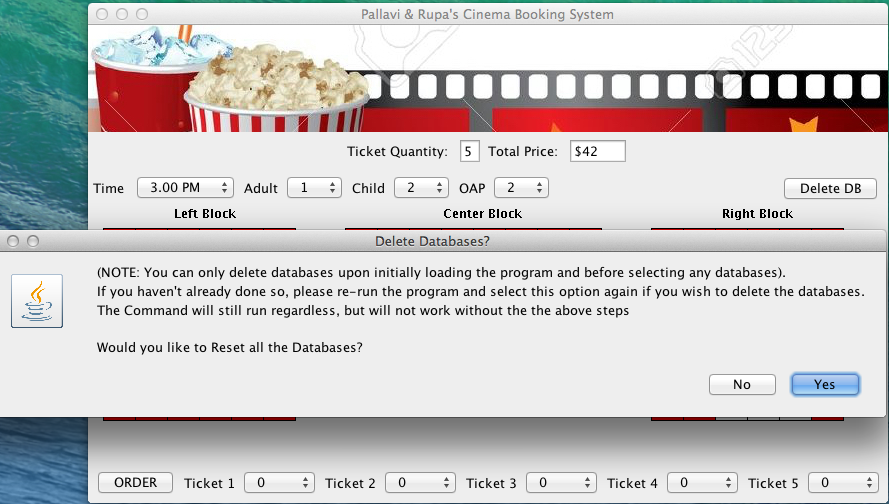 Pallavi & Rupa's Cinema Booking System
123
Ticket Quantity: 5 Total Price: $42
Time 3.00 PM Adult 1 Child 2 OAP 2 Delete DB
Left Block Center Block Right Block
Delete Databases?
(NOTE: You can only delete databases upon initially loading the program and before selecting any databases).
If you haven't already done so, please re-run the program and select this option again if you wish to delete the databases.
The Command will still run regardless, but will not work without the the above steps
Would you like to Reset all the Databases?
No Yes
ORDER Ticket 1 0 Ticket 2 0 Ticket 3 0 Ticket 4 0 Ticket 5 0